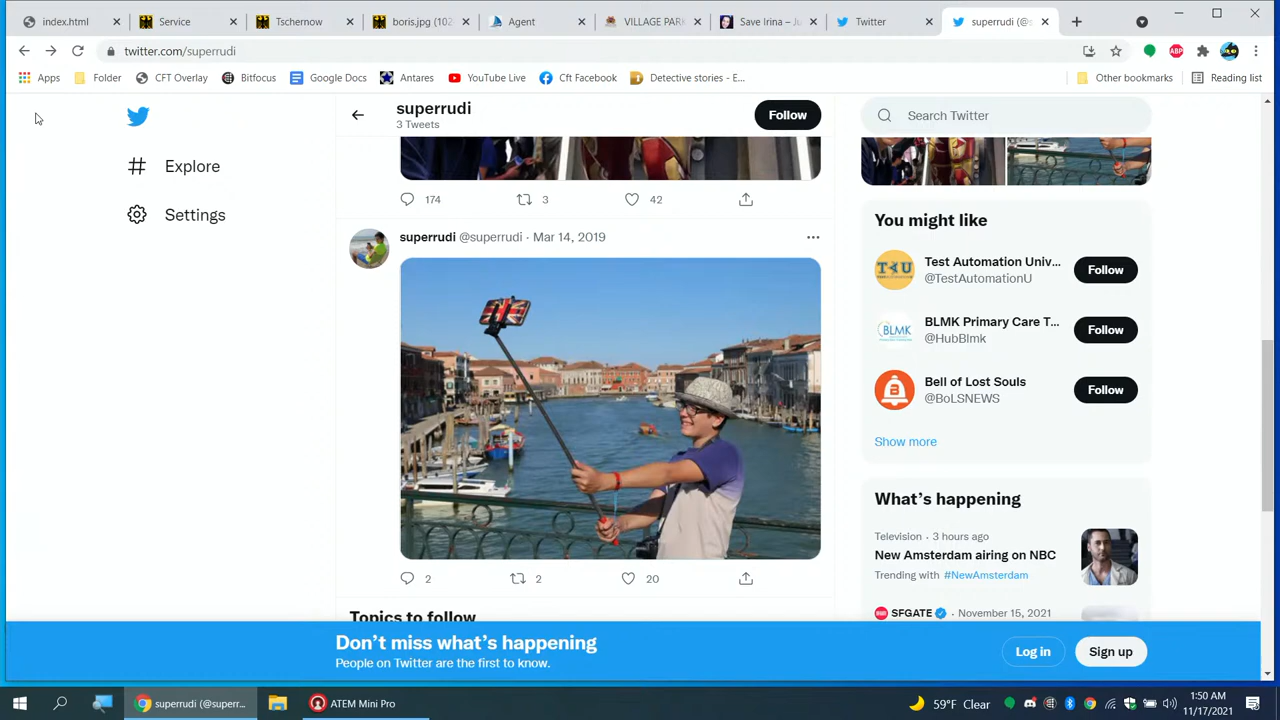 index.html
Service
Tschernow
boris.jpg (102
Agent
VILLAGE PARK
Save Irina – Ju
Twitter
superrudi (@s
twitter.com/superrudi
Apps
Folder
CFT Overlay
Bitfocus
Google Docs
Antares
YouTube Live
Cft Facebook
Detective stories - E...
Other bookmarks
Reading list
Explore
Settings
superrudi
3 Tweets
Follow
Search Twitter
174
3
42
superrudi @superrudi · Mar 14, 2019
2
2
20
Topics to follow
You might like
Test Automation Univ...
@TestAutomationU
Follow
BLMK Primary Care T...
@HubBlmk
Follow
Bell of Lost Souls
@BoLSNEWS
Follow
Show more
What's happening
Television · 3 hours ago
New Amsterdam airing on NBC
Trending with #NewAmsterdam
SFGATE · November 15, 2021
Don't miss what's happening
People on Twitter are the first to know.
Log in
Sign up
superrudi (@superr...
ATEM Mini Pro
59°F Clear
1:50 AM
11/17/2021